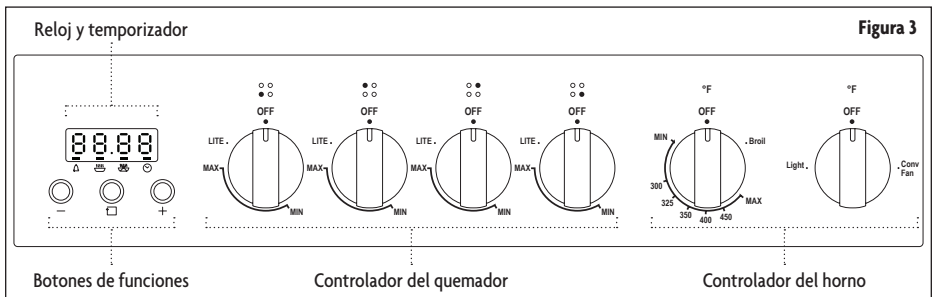 Reloj y temporizador
Figura 3
88.88
− +
OFF
LITE
MAX
MIN
OFF
LITE
MAX
MIN
OFF
LITE
MAX
MIN
OFF
LITE
MAX
MIN
°F
OFF
MIN
Broil
300
325
350
400
450
MAX
°F
OFF
Light
Conv
Fan
Botones de funciones
Controlador del quemador
Controlador del horno